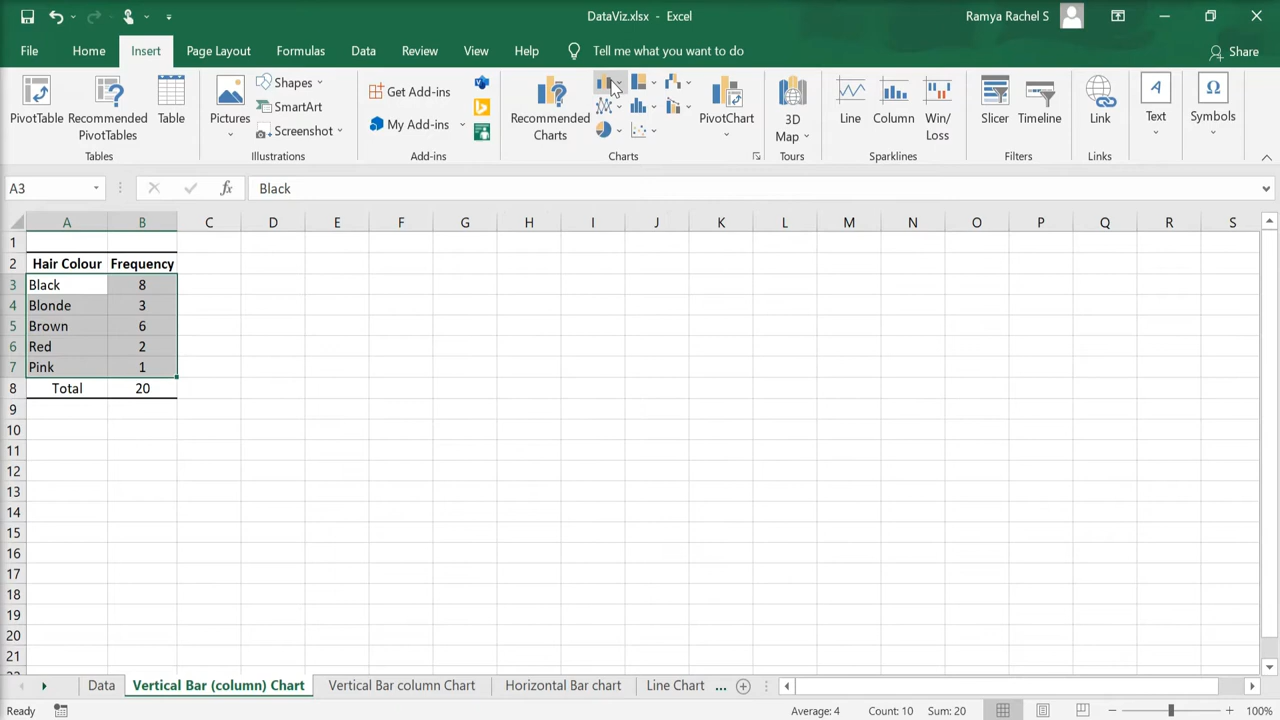 DataViz.xlsx - Excel
Ramya Rachel S
File Home Insert Page Layout Formulas Data Review View Help Tell me what you want to do Share
PivotTable
Recommended PivotTables
Table
Tables
Pictures
Shapes
SmartArt
Screenshot
Illustrations
Get Add-ins
My Add-ins
Add-ins
Recommended Charts
Charts
PivotChart
3D Map
Tours
Line
Column
Win/Loss
Sparklines
Slicer
Timeline
Filters
Link
Links
Text
Symbols
A3 fx Black
A B C D E F G H I J K L M N O P Q R S
1
2 Hair Colour Frequency
3 Black 8
4 Blonde 3
5 Brown 6
6 Red 2
7 Pink 1
8 Total 20
9
10
11
12
13
14
15
16
17
18
19
20
21
Data Vertical Bar (column) Chart Vertical Bar column Chart Horizontal Bar chart Line Chart ...
Ready Average: 4 Count: 10 Sum: 20 100%